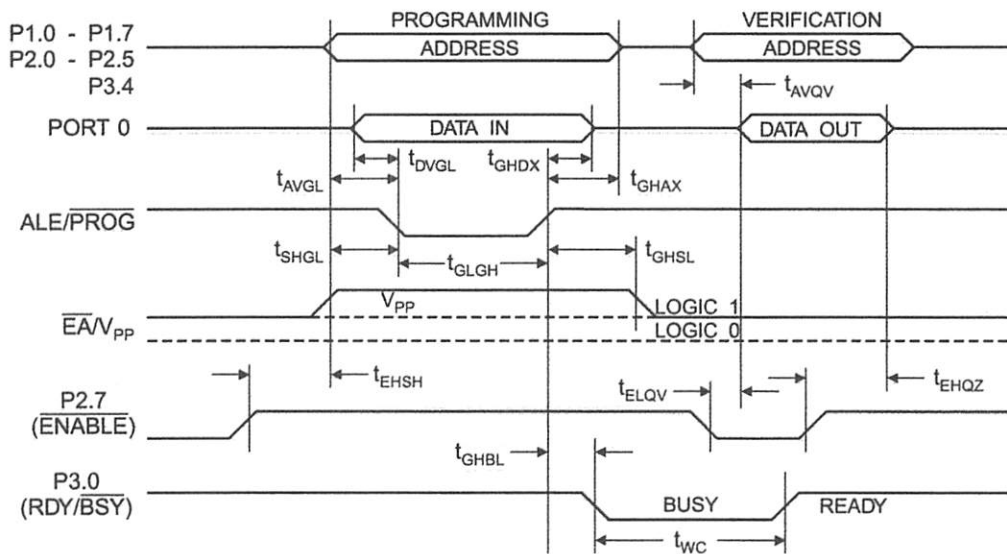 PROGRAMMING VERIFICATION
P1.0 - P1.7
P2.0 - P2.5
P3.4
ADDRESS ADDRESS
tAVQV
PORT 0 DATA IN DATA OUT
tDVGL tGHDX
tAVGL tGHAX
ALE/PROG
tSHGL tGLGH tGHSL
VPP LOGIC 1
EA/VPP LOGIC 0
tEHSH tELQV tEHQZ
P2.7
(ENABLE)
tGHBL
P3.0
(RDY/BSY) BUSY READY
tWC